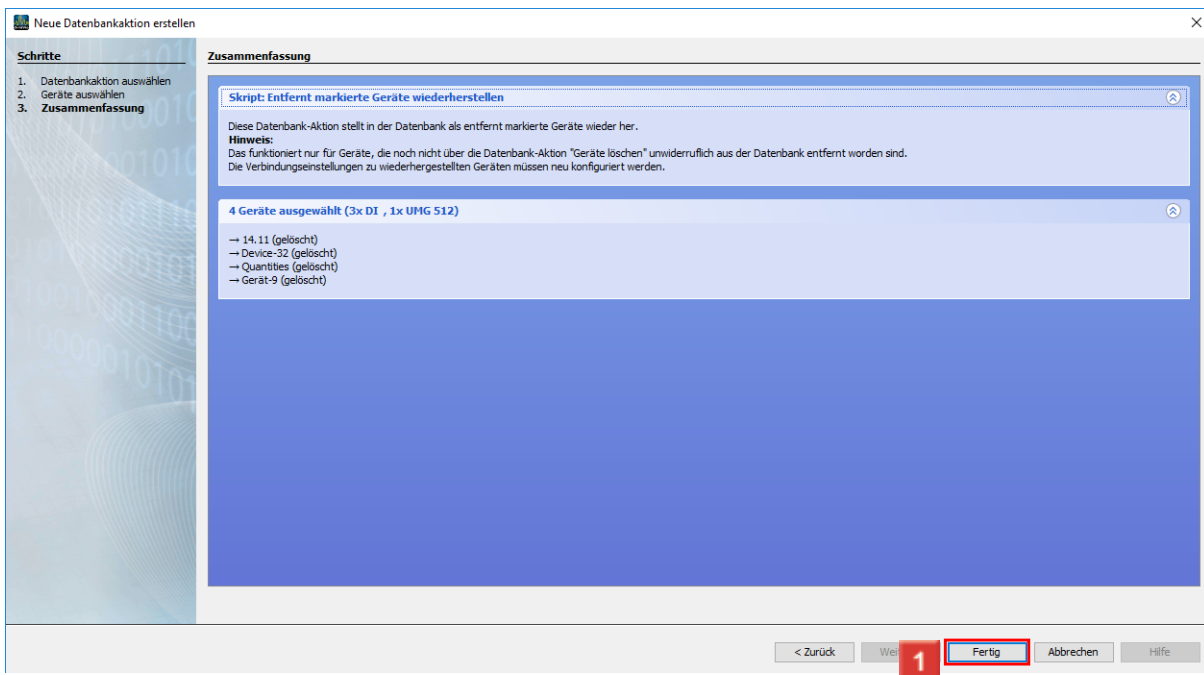 Neue Datenbankaktion erstellen
Schritte
1. Datenbankaktion auswählen
2. Geräte auswählen
3. Zusammenfassung
Zusammenfassung
Skript: Entfernt markierte Geräte wiederherstellen
Diese Datenbank-Aktion stellt in der Datenbank als entfernt markierte Geräte wieder her.
Hinweis:
Das funktioniert nur für Geräte, die noch nicht über die Datenbank-Aktion "Geräte löschen" unwiderruflich aus der Datenbank entfernt worden sind.
Die Verbindungseinstellungen zu wiederhergestellten Geräten müssen neu konfiguriert werden.
4 Geräte ausgewählt (3x DI , 1x UMG 512)
→ 14.11 (gelöscht)
→ Device-32 (gelöscht)
→ Quantities (gelöscht)
→ Gerät-9 (gelöscht)
< Zurück 1 Fertig Abbrechen Hilfe